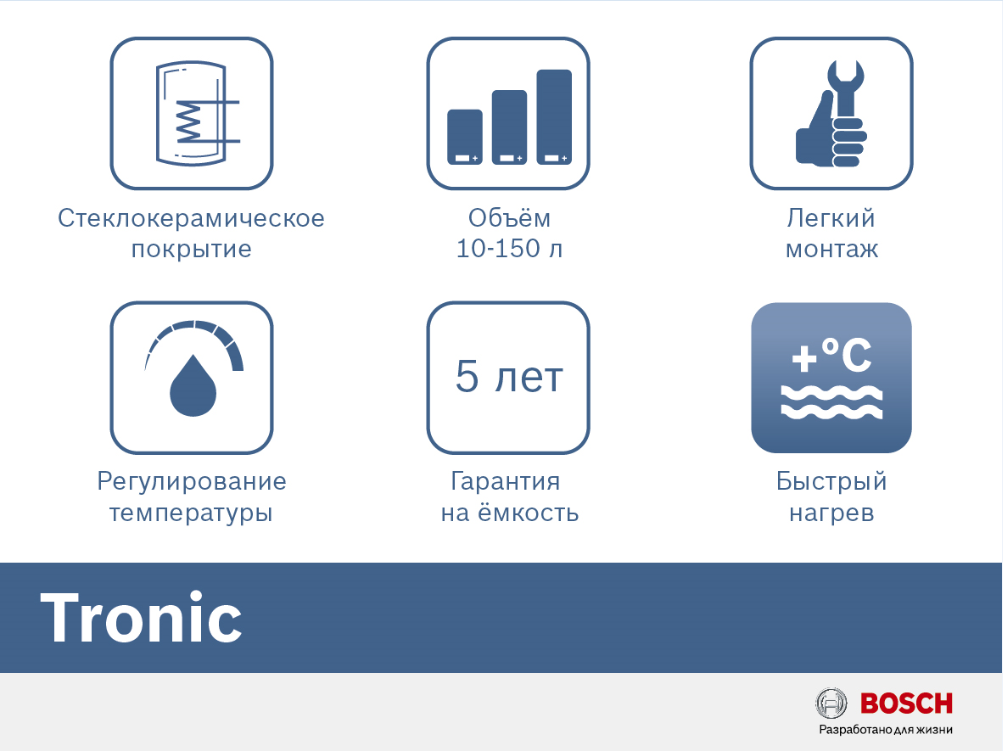 Стеклокерамическое
покрытие
Объём
10-150 л
Легкий
монтаж
Регулирование
температуры
5 лет
Гарантия
на ёмкость
+°C
Быстрый
нагрев
Tronic
BOSCH
Разработано для жизни